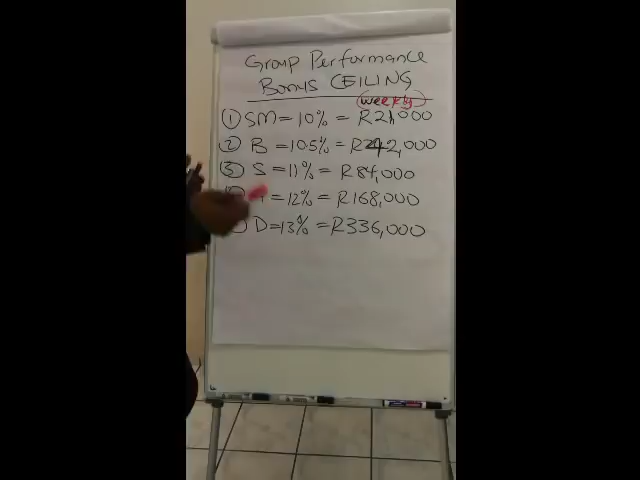 Group Performance
Bonus CEILING
weekly
① SM = 10% = R21,000
② B = 10.5% = R42,000
③ S = 11% = R84,000
= 12% = R168,000
D = 13% = R336,000